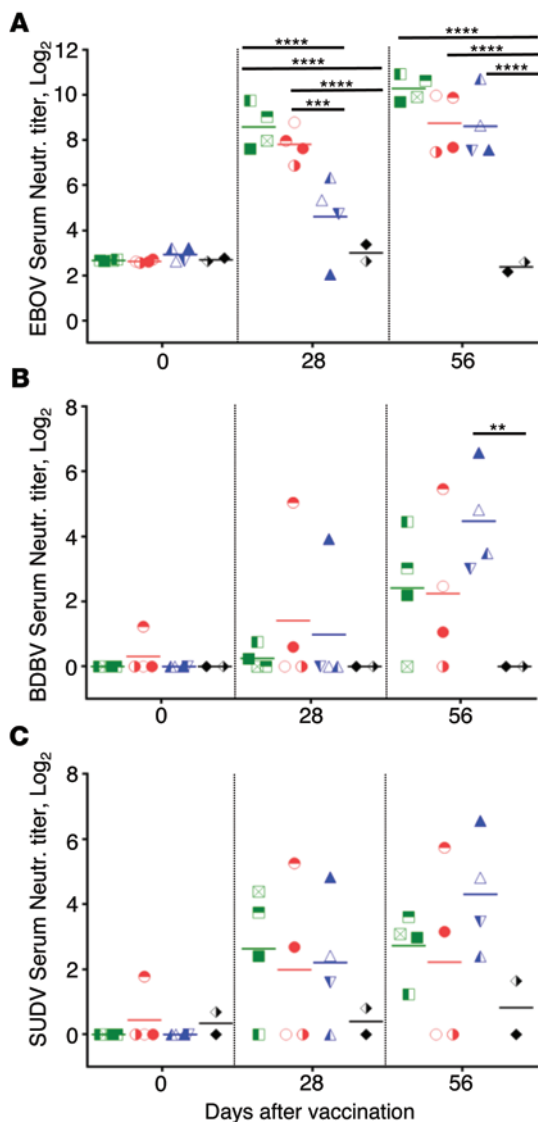 A
EBOV Serum Neutr. titer, Log2
12
10
8
6
4
2
0
****
****
****
***
****
****
****
0 28 56
B
BDBV Serum Neutr. titer, Log2
8
6
4
2
0
**
0 28 56
C
SUDV Serum Neutr. titer, Log2
8
6
4
2
0
0 28 56
Days after vaccination